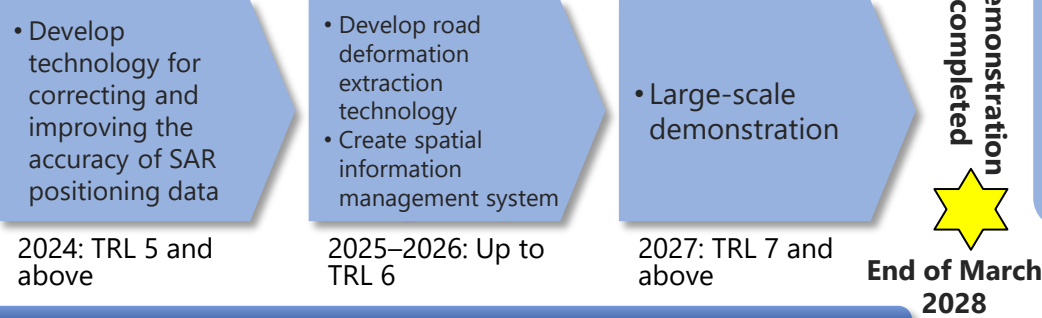 • Develop
technology for
correcting and
improving the
accuracy of SAR
positioning data
2024: TRL 5 and
above
• Develop road
deformation
extraction
technology
• Create spatial
information
management system
2025–2026: Up to
TRL 6
• Large-scale
demonstration
2027: TRL 7 and
above
emonstration
completed
End of March
2028